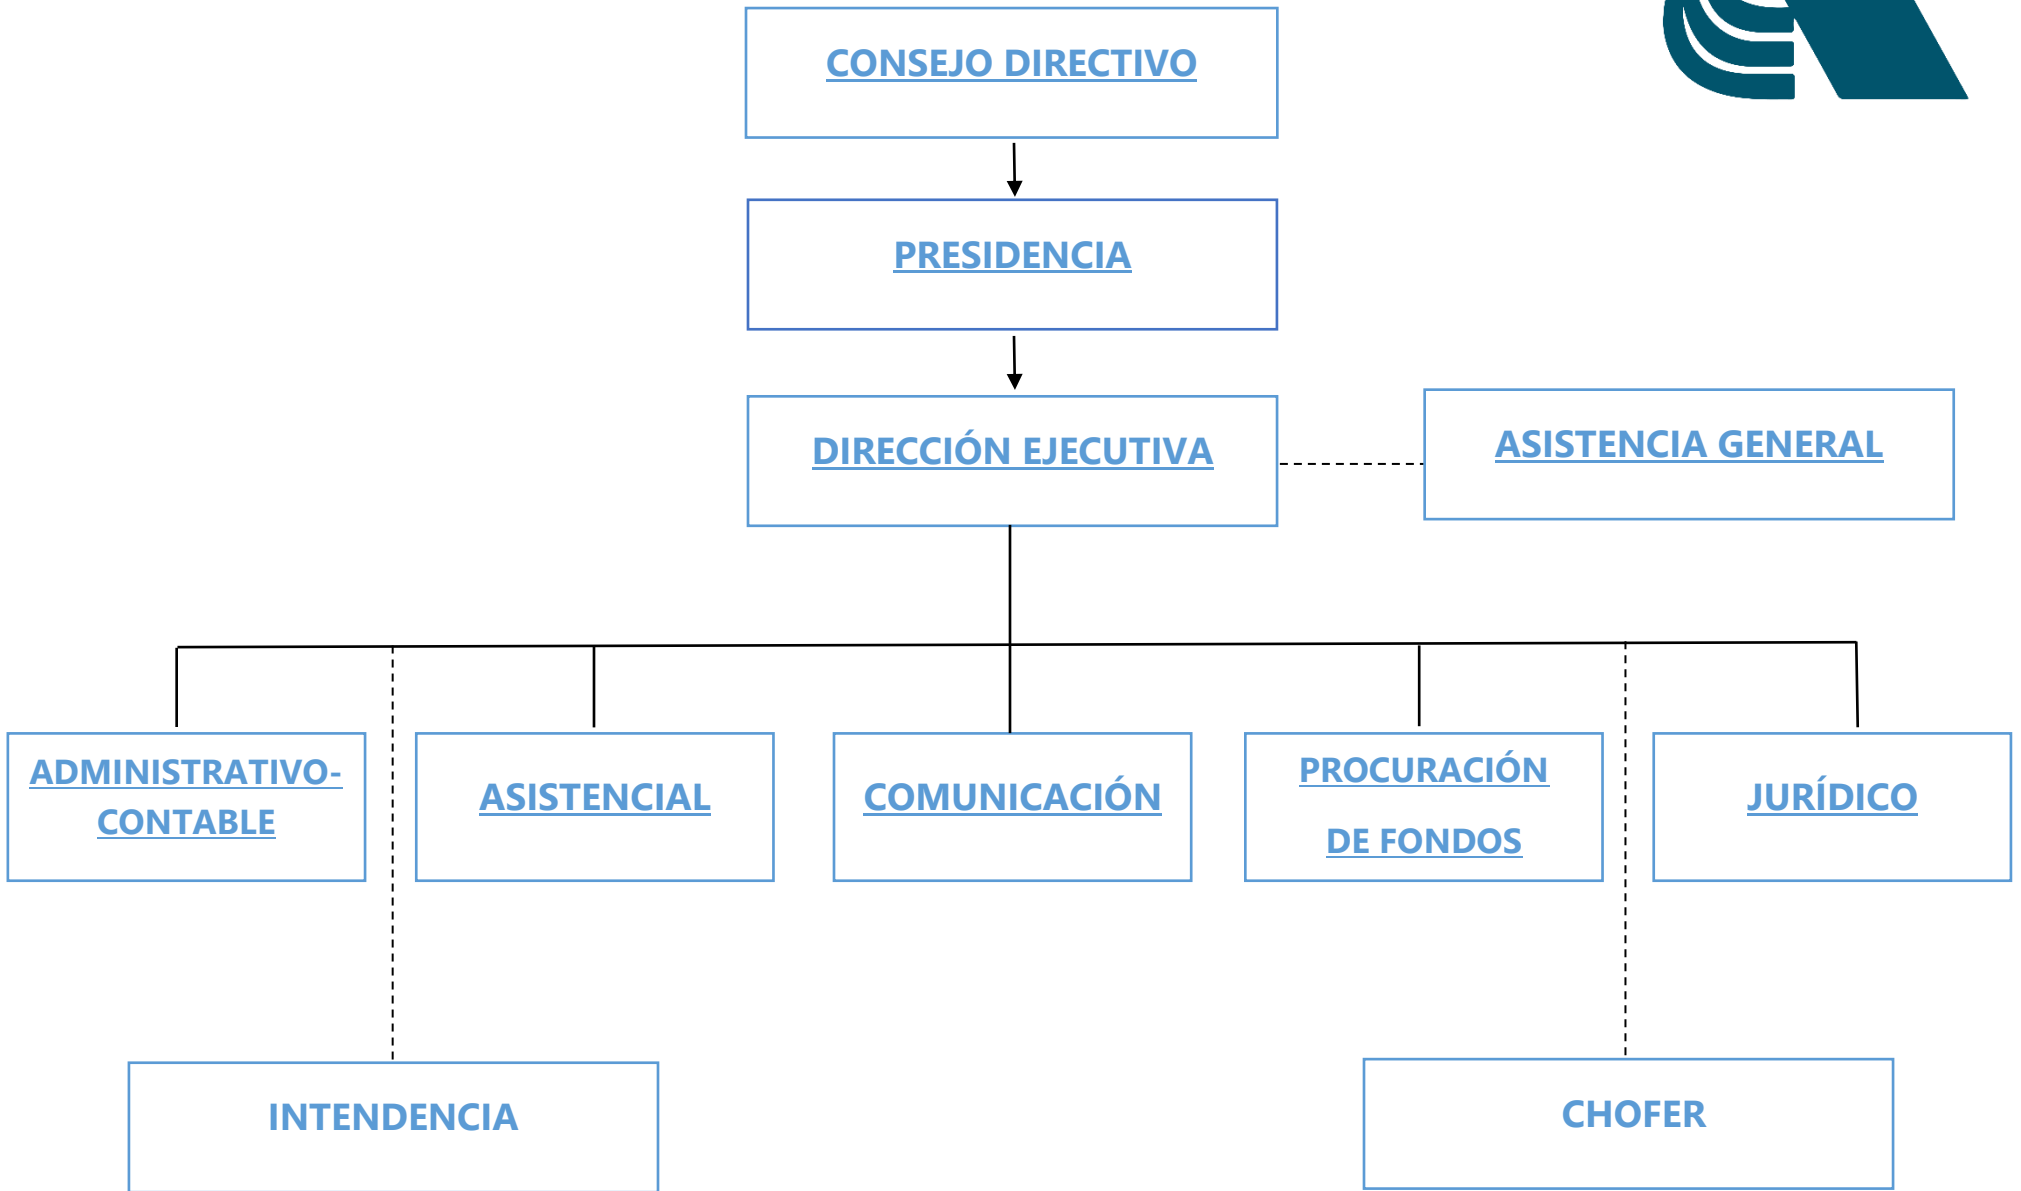 CONSEJO DIRECTIVO
PRESIDENCIA
DIRECCIÓN EJECUTIVA
ASISTENCIA GENERAL
ADMINISTRATIVO-
CONTABLE
ASISTENCIAL
COMUNICACIÓN
PROCURACIÓN
DE FONDOS
JURÍDICO
INTENDENCIA
CHOFER